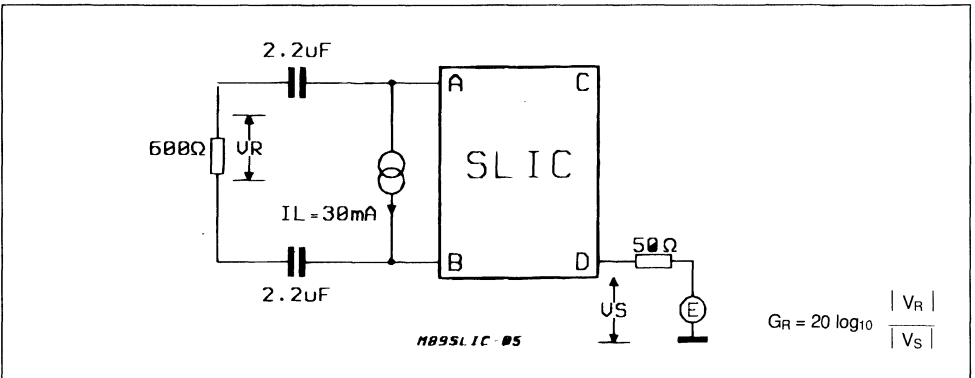 2.2uF
A
C
600Ω
VR
SLIC
IL=30mA
50Ω
B
D
2.2uF
VS
E
M89SLIC-05
GR = 20 log10 | VR | / | VS |